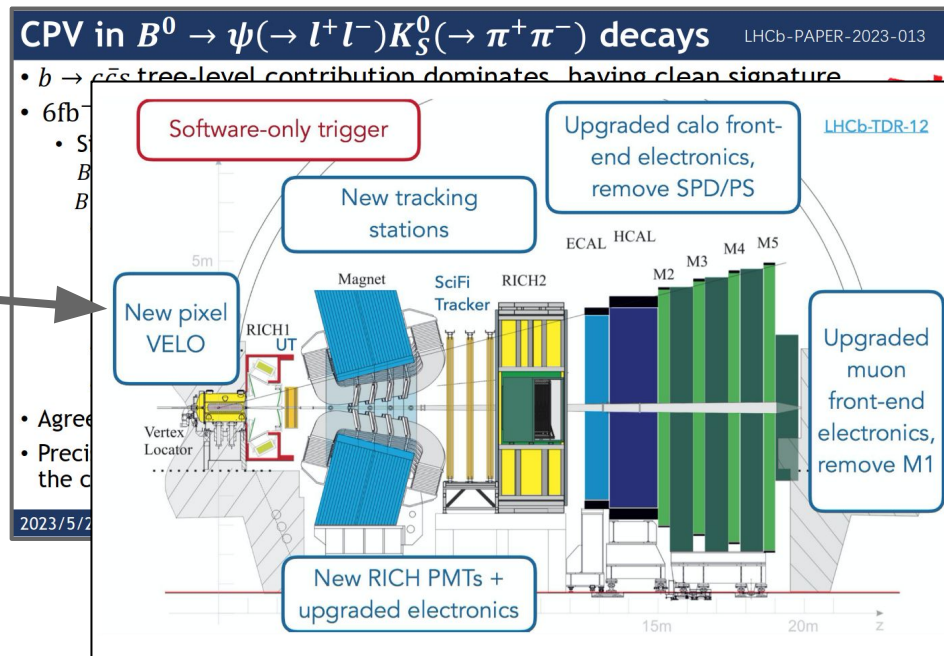 CPV in B⁰ → ψ(→ l⁺l⁻)K⁰_S(→ π⁺π⁻) decays LHCb-PAPER-2023-013
• b → cc̄s tree-level contribution dominates, having clean signature
• 6fb⁻
Software-only trigger
Upgraded calo front-
end electronics,
remove SPD/PS
LHCb-TDR-12
• S
B
B
New tracking
stations
ECAL HCAL
M2 M3 M4 M5
5m
Magnet
SciFi
Tracker
RICH2
New pixel
VELO
RICH1
UT
Upgraded
muon
front-end
electronics,
remove M1
• Agree
Vertex
Locator
• Preci
the c
2023/5/2
New RICH PMTs +
upgraded electronics
15m
20m
z